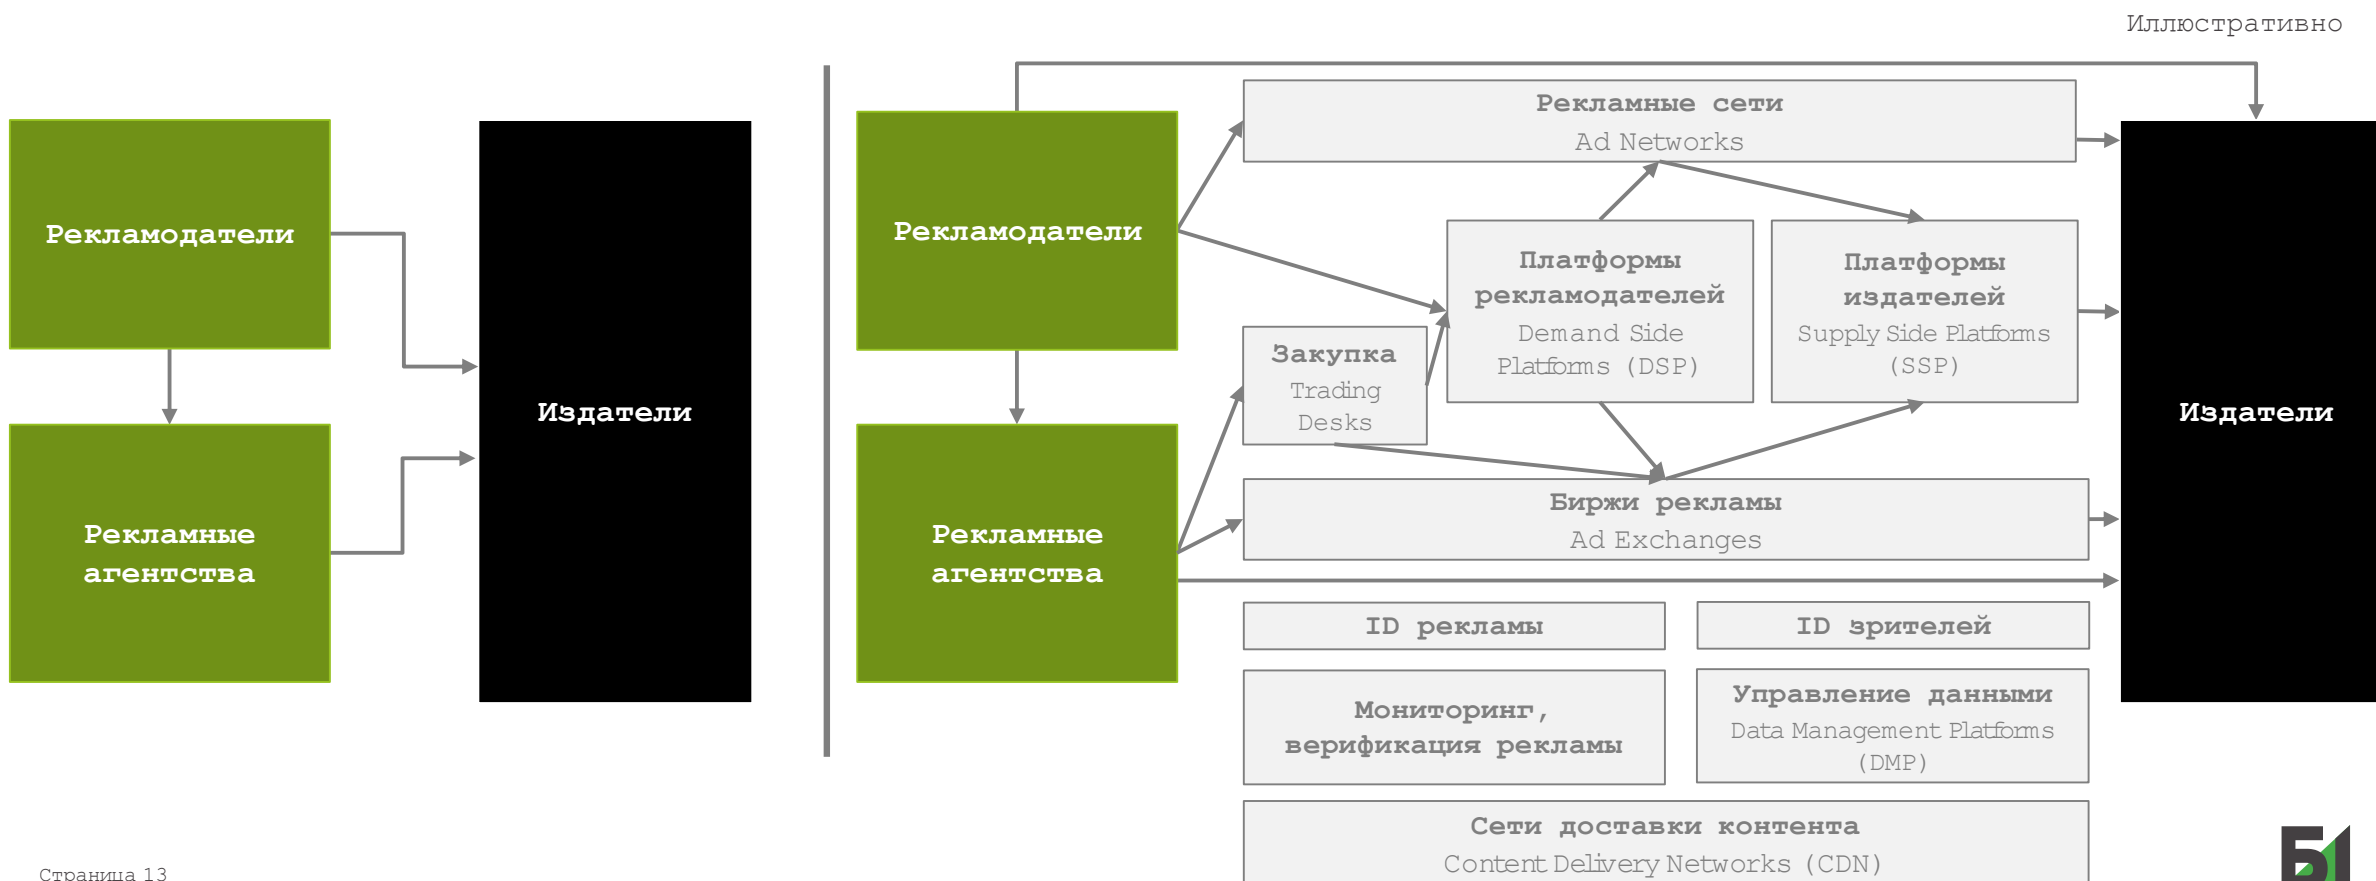 Иллюстративно
Рекламодатели
Рекламные
агентства
Издатели
Рекламодатели
Рекламные
агентства
Рекламные сети
Ad Networks
Платформы
рекламодателей
Demand Side
Platforms (DSP)
Платформы
издателей
Supply Side Platforms
(SSP)
Закупка
Trading
Desks
Биржи рекламы
Ad Exchanges
ID рекламы
ID зрителей
Мониторинг,
верификация рекламы
Управление данными
Data Management Platforms
(DMP)
Сети доставки контента
Content Delivery Networks (CDN)
Издатели
Страница 13
Б1